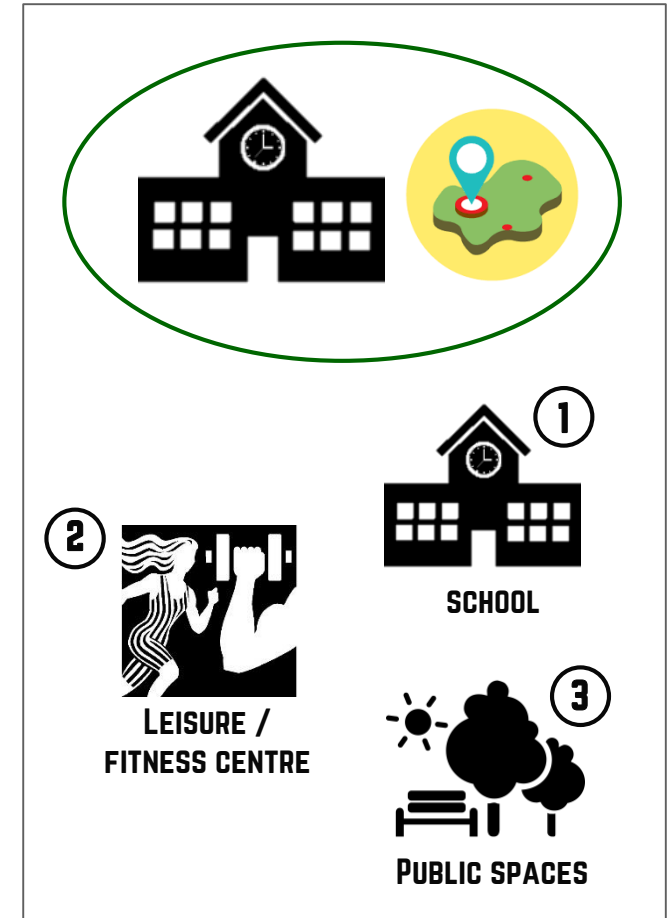 1
SCHOOL
2
LEISURE /
FITNESS CENTRE
3
PUBLIC SPACES